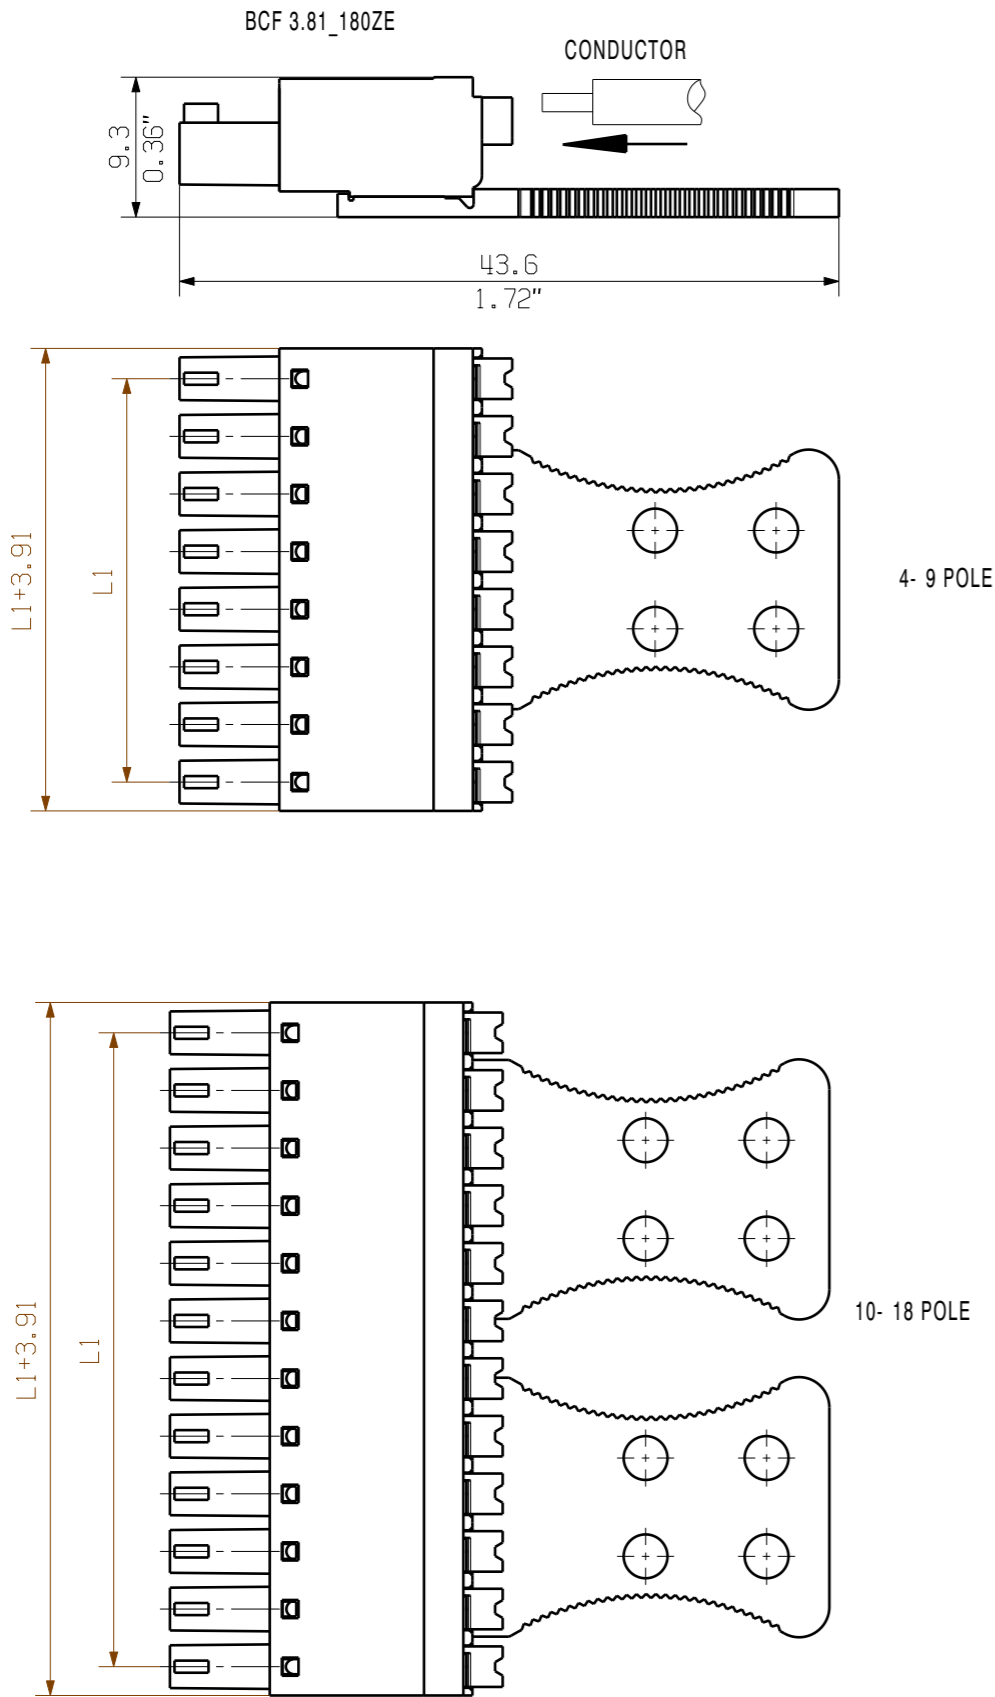 BCF 3.81_180ZE
CONDUCTOR
9.3
0.36"
43.6
1.72"
L1+3.91
L1
4- 9 POLE
L1+3.91
L1
10- 18 POLE